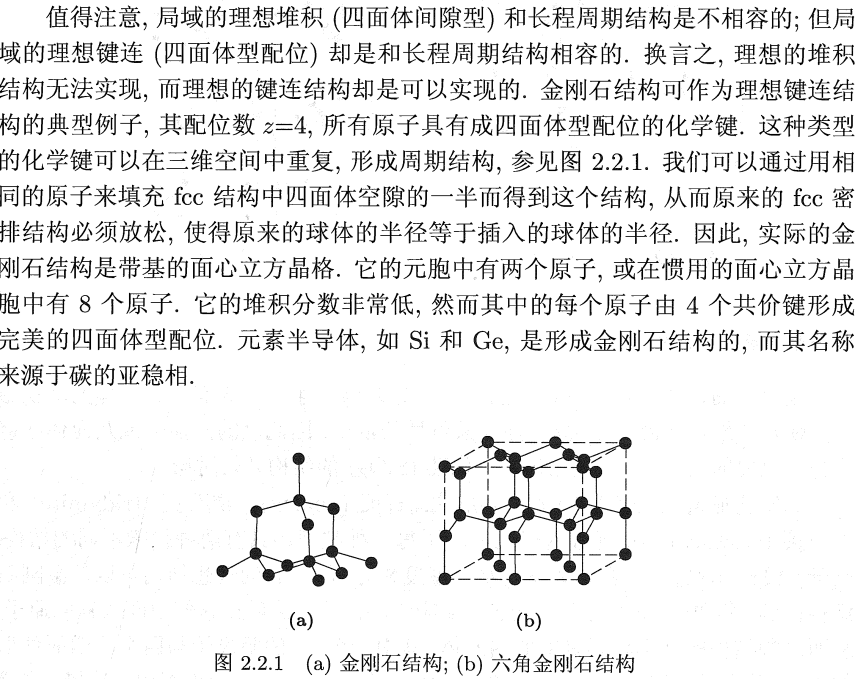 值得注意, 局域的理想堆积 (四面体间隙型) 和长程周期结构是不相容的; 但局
域的理想键连 (四面体型配位) 却是和长程周期结构相容的. 换言之, 理想的堆积
结构无法实现, 而理想的键连结构却是可以实现的. 金刚石结构可作为理想键连结
构的典型例子, 其配位数 z=4, 所有原子具有成四面体型配位的化学键. 这种类型
的化学键可以在三维空间中重复, 形成周期结构, 参见图 2.2.1. 我们可以通过用相
同的原子来填充 fcc 结构中四面体空隙的一半而得到这个结构, 从而原来的 fcc 密
排结构必须放松, 使得原来的球体的半径等于插入的球体的半径. 因此, 实际的金
刚石结构是带基的面心立方晶格. 它的元胞中有两个原子, 或在惯用的面心立方晶
胞中有 8 个原子. 它的堆积分数非常低, 然而其中的每个原子由 4 个共价键形成
完美的四面体型配位. 元素半导体, 如 Si 和 Ge, 是形成金刚石结构的, 而其名称
来源于碳的亚稳相.
(a) (b)
图 2.2.1 (a) 金刚石结构; (b) 六角金刚石结构